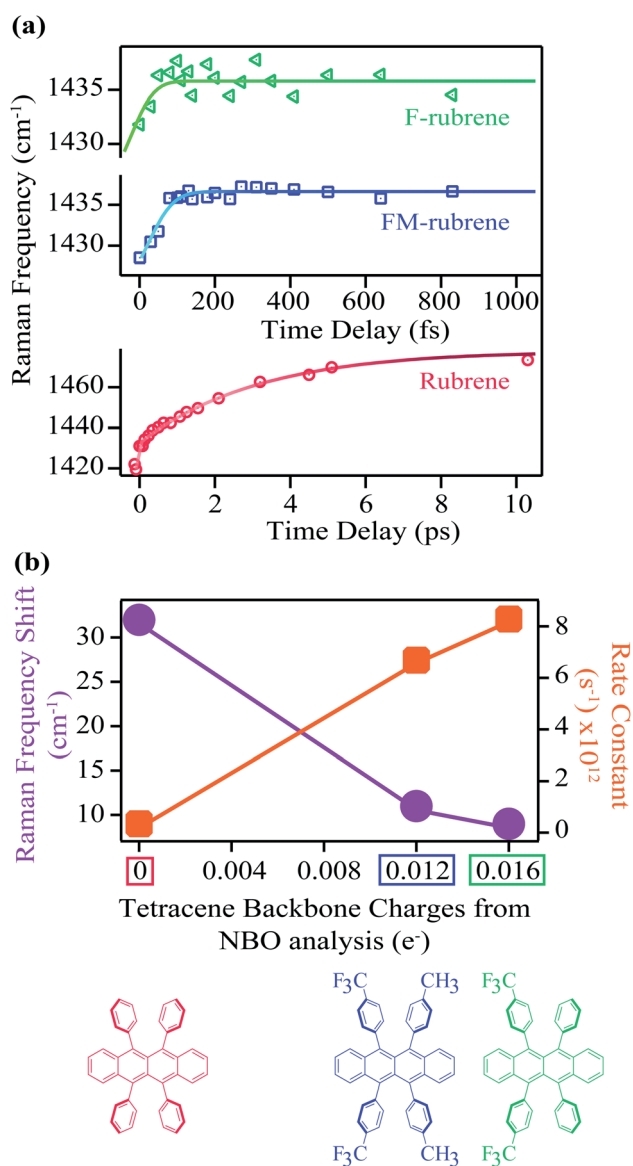 (a)
Raman Frequency (cm⁻¹)
1435
1430
F-rubrene
1435
1430
FM-rubrene
0 200 400 600 800 1000
Time Delay (fs)
1460
1440
1420
Rubrene
0 2 4 6 8 10
Time Delay (ps)
(b)
Raman Frequency Shift
(cm⁻¹)
30
25
20
15
10
8
6
4
2
0
Rate Constant
(s⁻¹) x10¹²
0 0.004 0.008 0.012 0.016
Tetracene Backbone Charges from
NBO analysis (e⁻)
F₃C CH₃ F₃C
F₃C CH₃ F₃C